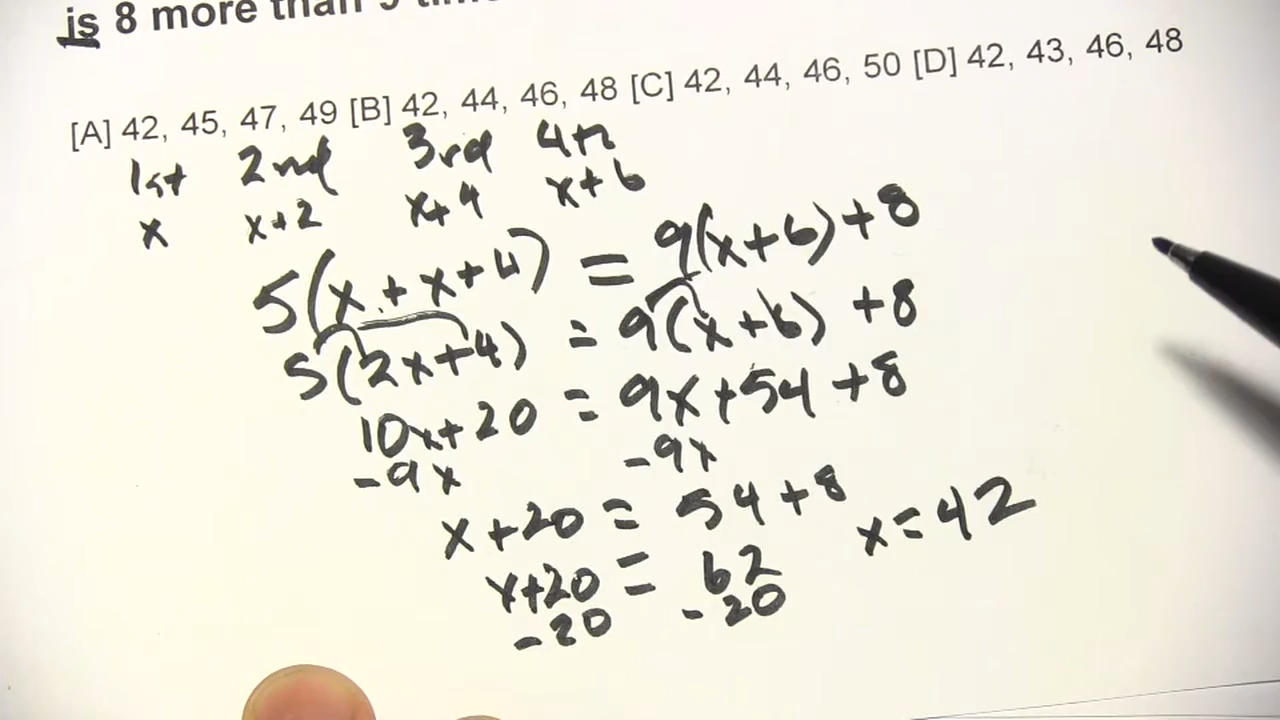 is 8 more than 9
[A] 42, 45, 47, 49 [B] 42, 44, 46, 48 [C] 42, 44, 46, 50 [D] 42, 43, 46, 48
1st 2nd 3rd 4th
x x+2 x+4 x+6
5(x+x+4) = 9(x+6)+8
5(2x+4) = 9(x+6) +8
10x+20 = 9x+54+8
-9x -9x
x+20 = 54+8
x=42
x+20 = 62
-20 -20